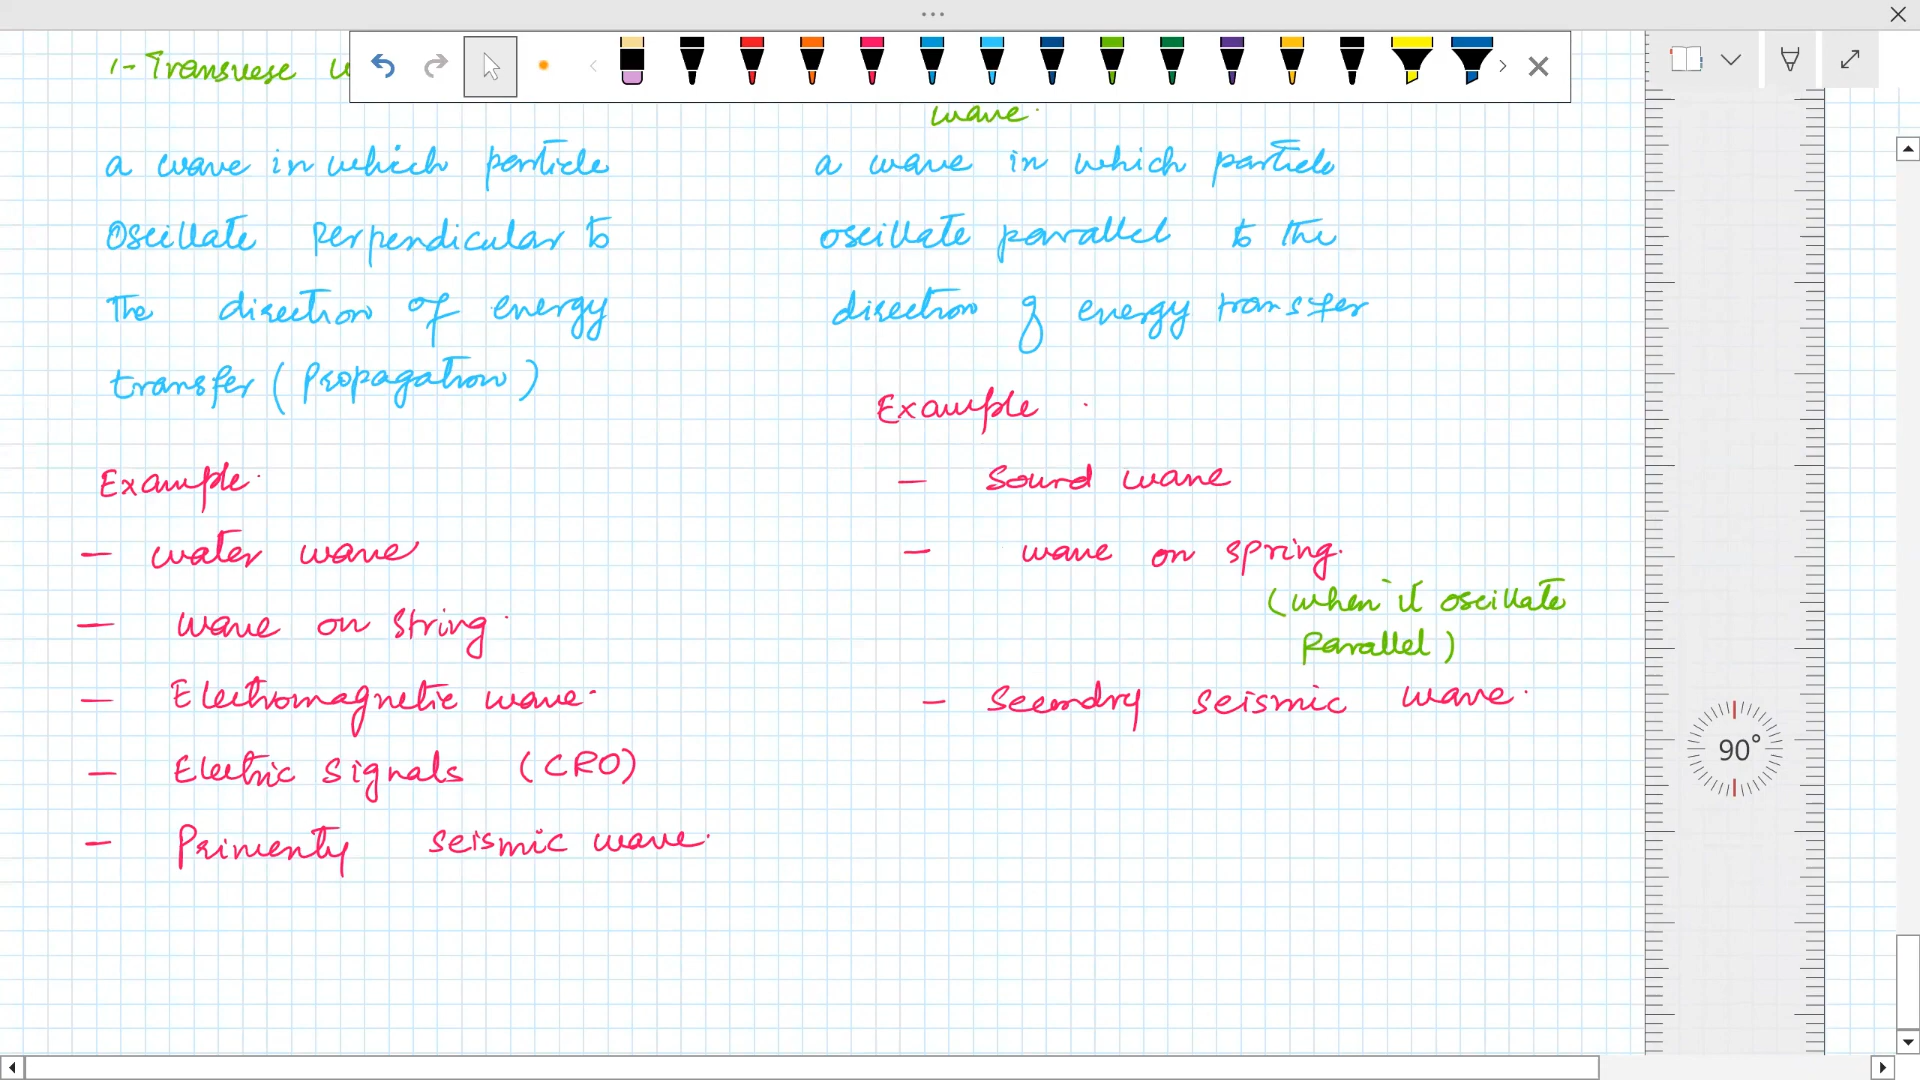 1- Transvese
wave.
a wave in which particle
Oscillate perpendicular to
The direction of energy
transfer (Propagation)
Example.
- water wave
- wave on string.
- Electromagnetic wave.
- Electric signals (CRO)
- Primenty seismic wave.
a wave in which particle
oscillate parallel to the
direction of energy transfer
Example .
- Sound wave
- wave on spring.
(when it oscillate
Parallel)
- Secondry seismic wave.
90°